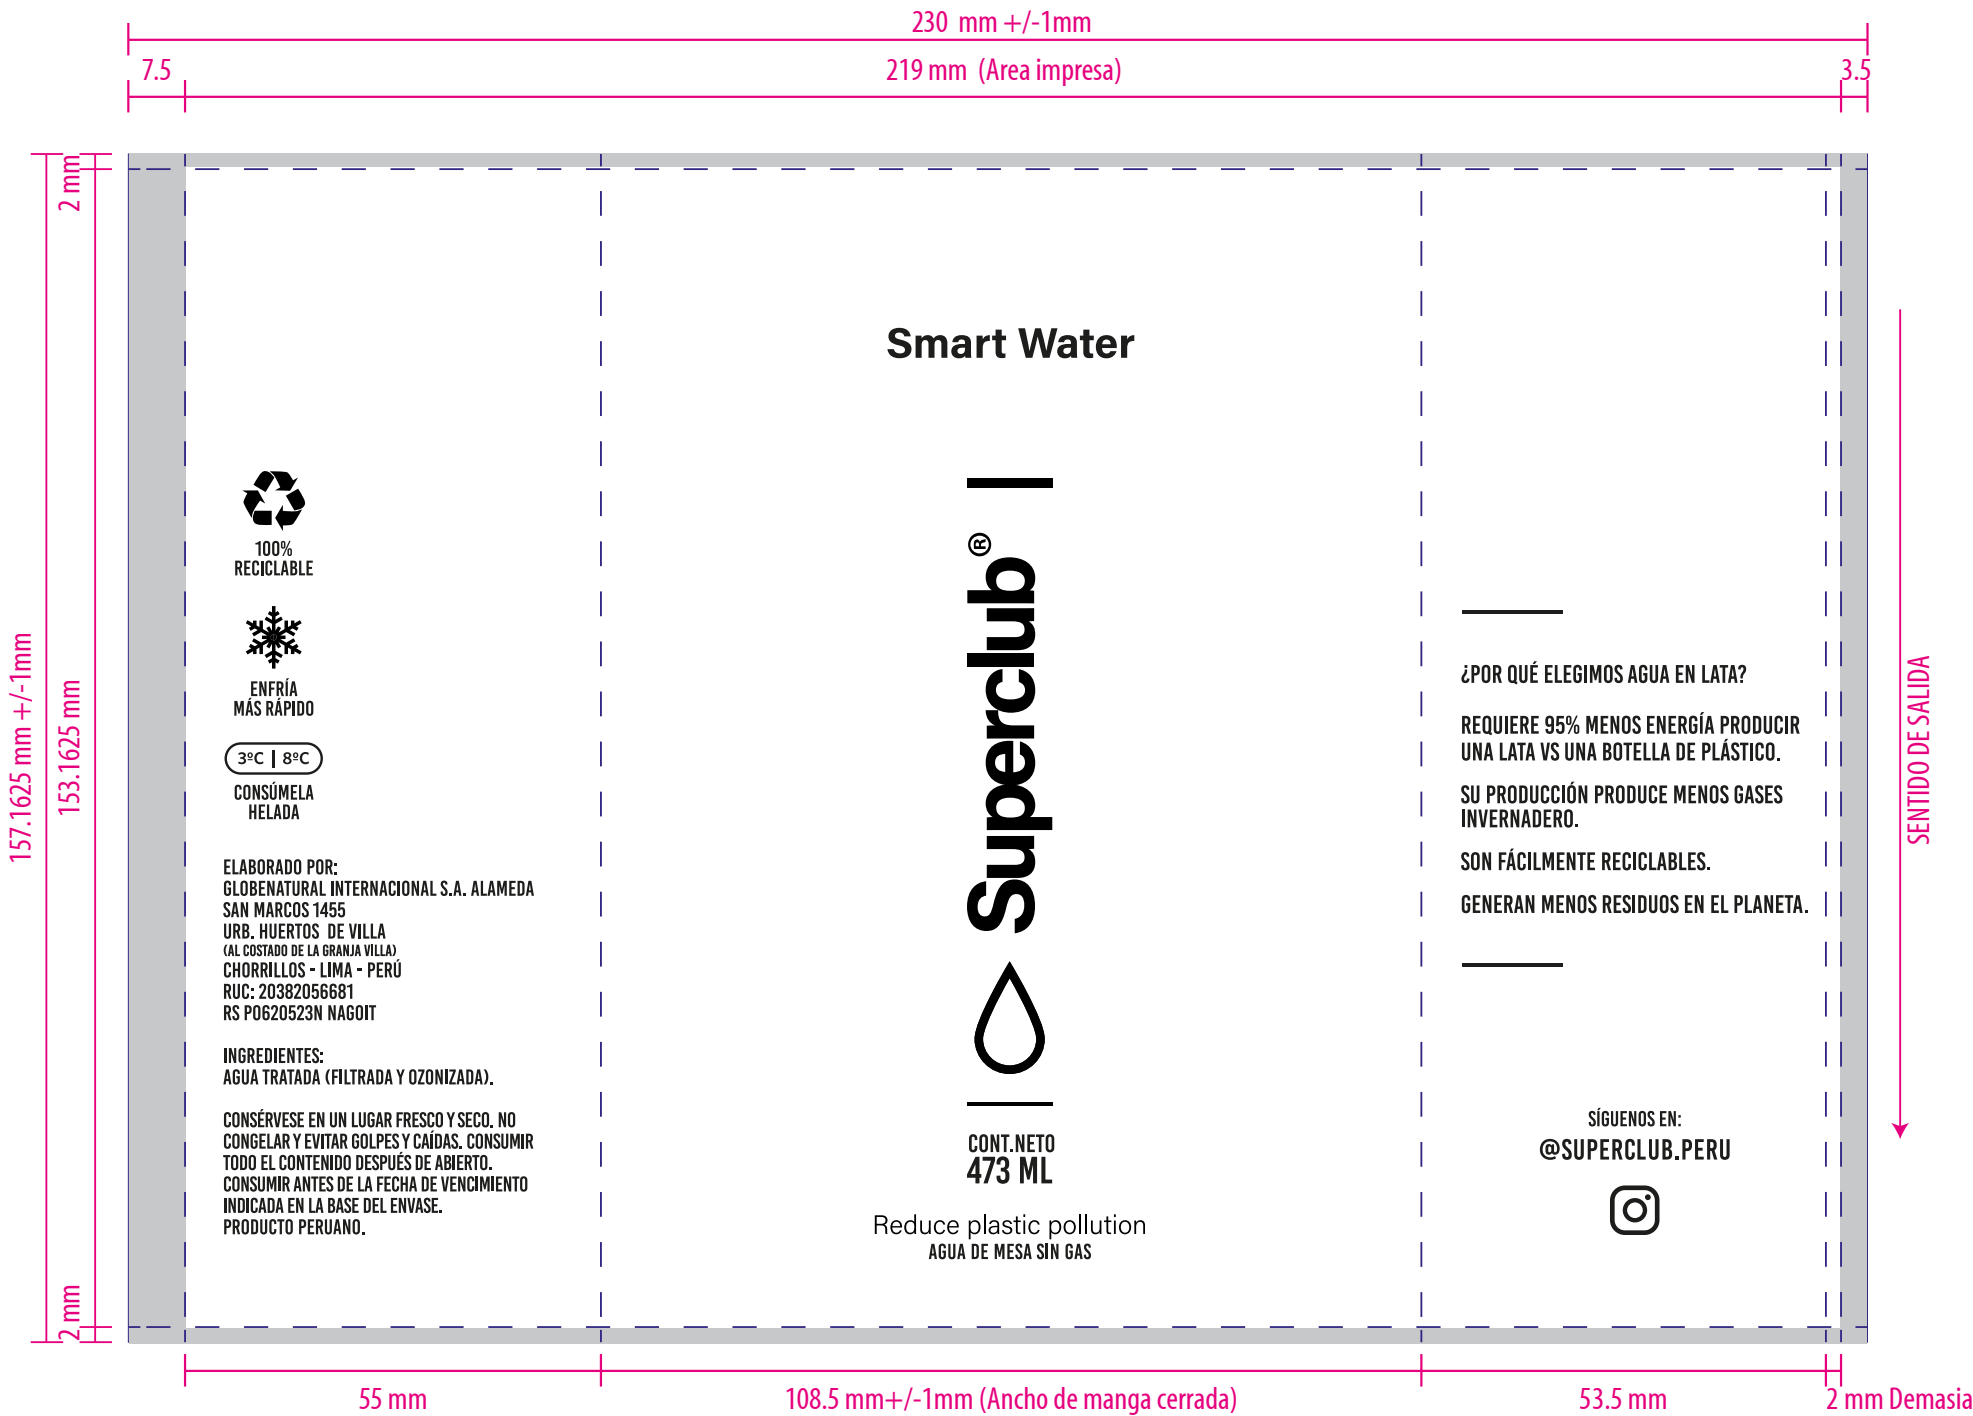 230 mm +/-1mm
7.5
219 mm (Area impresa)
3.5
2 mm
157.1625 mm +/-1mm
153.1625 mm
2 mm
Smart Water
100%
RECICLABLE
ENFRÍA
MÁS RÁPIDO
3ºC | 8ºC
CONSÚMELA
HELADA
ELABORADO POR:
GLOBENATURAL INTERNACIONAL S.A. ALAMEDA
SAN MARCOS 1455
URB. HUERTOS DE VILLA
(AL COSTADO DE LA GRANJA VILLA)
CHORRILLOS - LIMA - PERÚ
RUC: 20382056681
RS P0620523N NAGOIT
INGREDIENTES:
AGUA TRATADA (FILTRADA Y OZONIZADA).
CONSÉRVESE EN UN LUGAR FRESCO Y SECO. NO
CONGELAR Y EVITAR GOLPES Y CAÍDAS. CONSUMIR
TODO EL CONTENIDO DESPUÉS DE ABIERTO.
CONSUMIR ANTES DE LA FECHA DE VENCIMIENTO
INDICADA EN LA BASE DEL ENVASE.
PRODUCTO PERUANO.
Superclub®
CONT.NETO
473 ML
Reduce plastic pollution
AGUA DE MESA SIN GAS
¿POR QUÉ ELEGIMOS AGUA EN LATA?
REQUIERE 95% MENOS ENERGÍA PRODUCIR
UNA LATA VS UNA BOTELLA DE PLÁSTICO.
SU PRODUCCIÓN PRODUCE MENOS GASES
INVERNADERO.
SON FÁCILMENTE RECICLABLES.
GENERAN MENOS RESIDUOS EN EL PLANETA.
SÍGUENOS EN:
@SUPERCLUB.PERU
SENTIDO DE SALIDA
55 mm
108.5 mm+/-1mm (Ancho de manga cerrada)
53.5 mm
2 mm Demasia